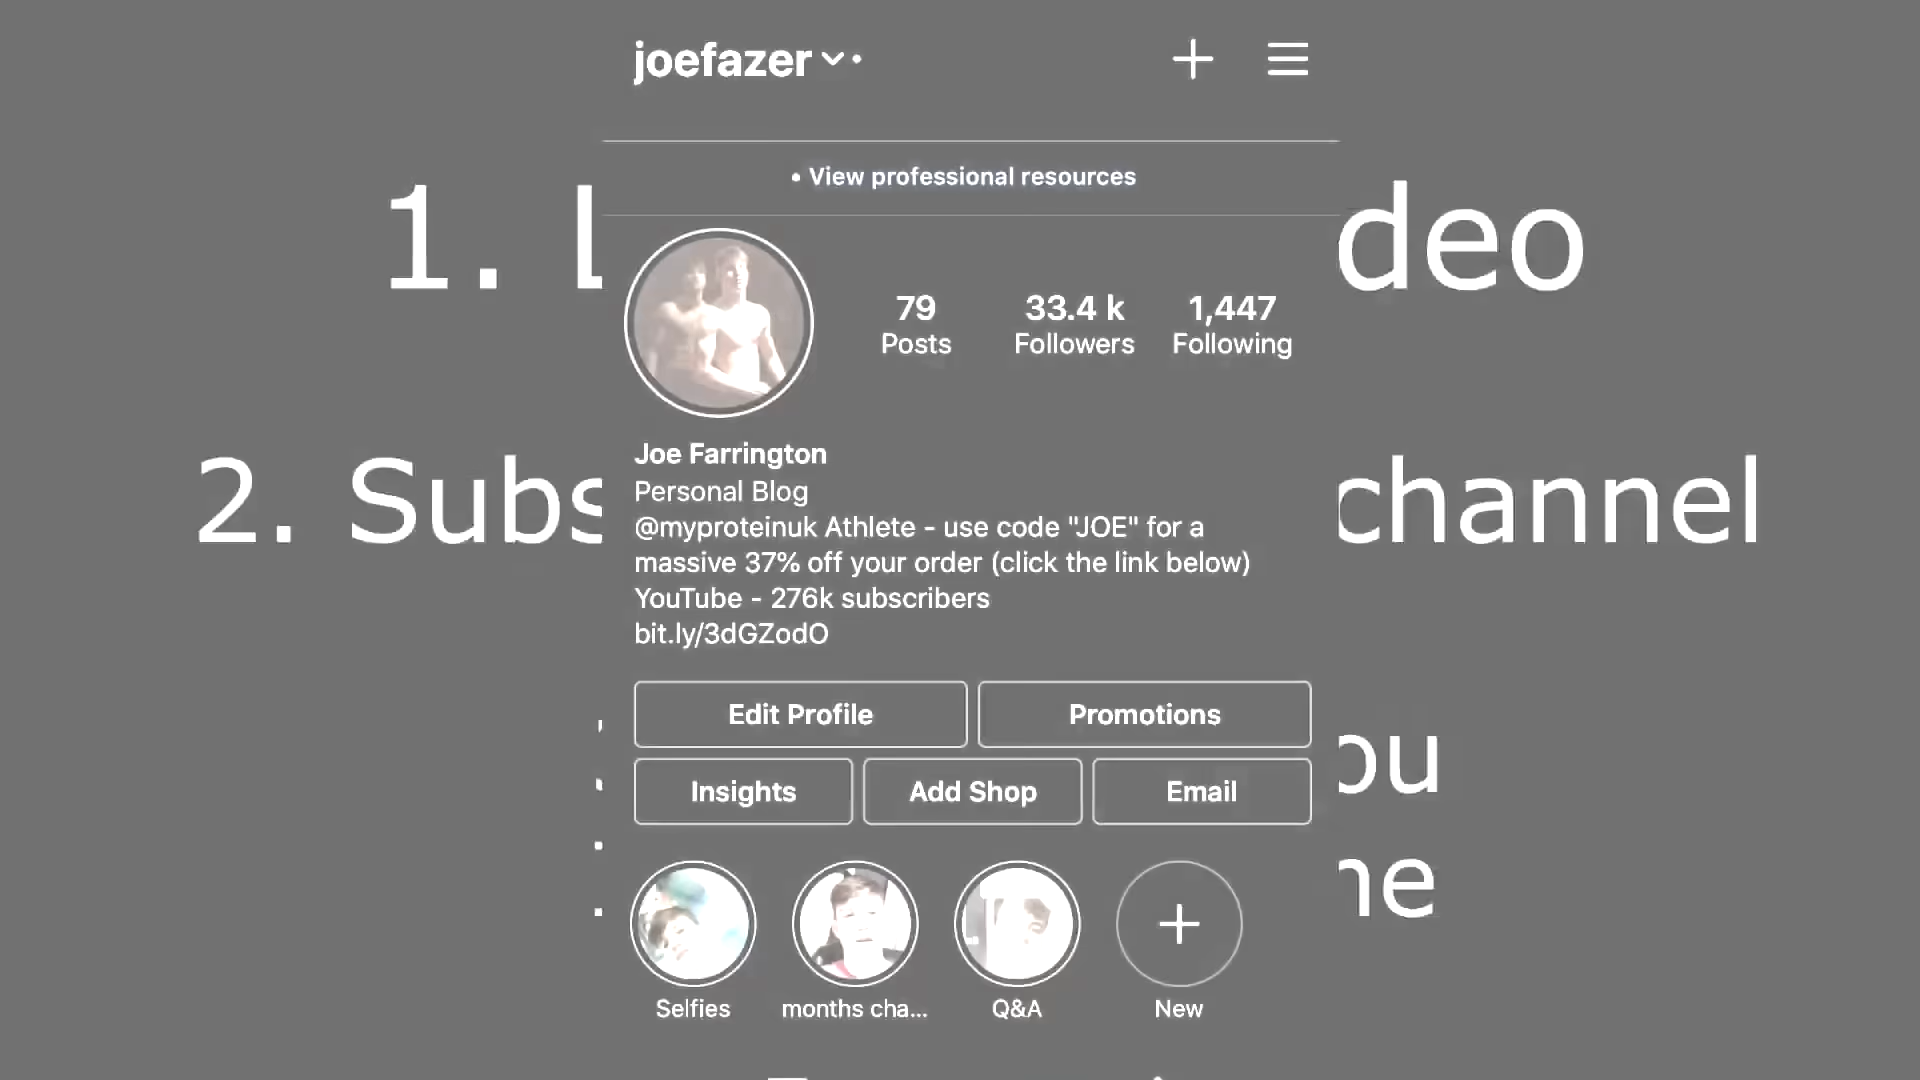 joefazer
• View professional resources
1. deo
79 33.4 k 1,447
Posts Followers Following
Joe Farrington
2. Subs channel
Personal Blog
@myproteinuk Athlete - use code "JOE" for a
massive 37% off your order (click the link below)
YouTube - 276k subscribers
bit.ly/3dGZodO
Edit Profile Promotions
ou
Insights Add Shop Email
ne
Selfies months cha... Q&A New